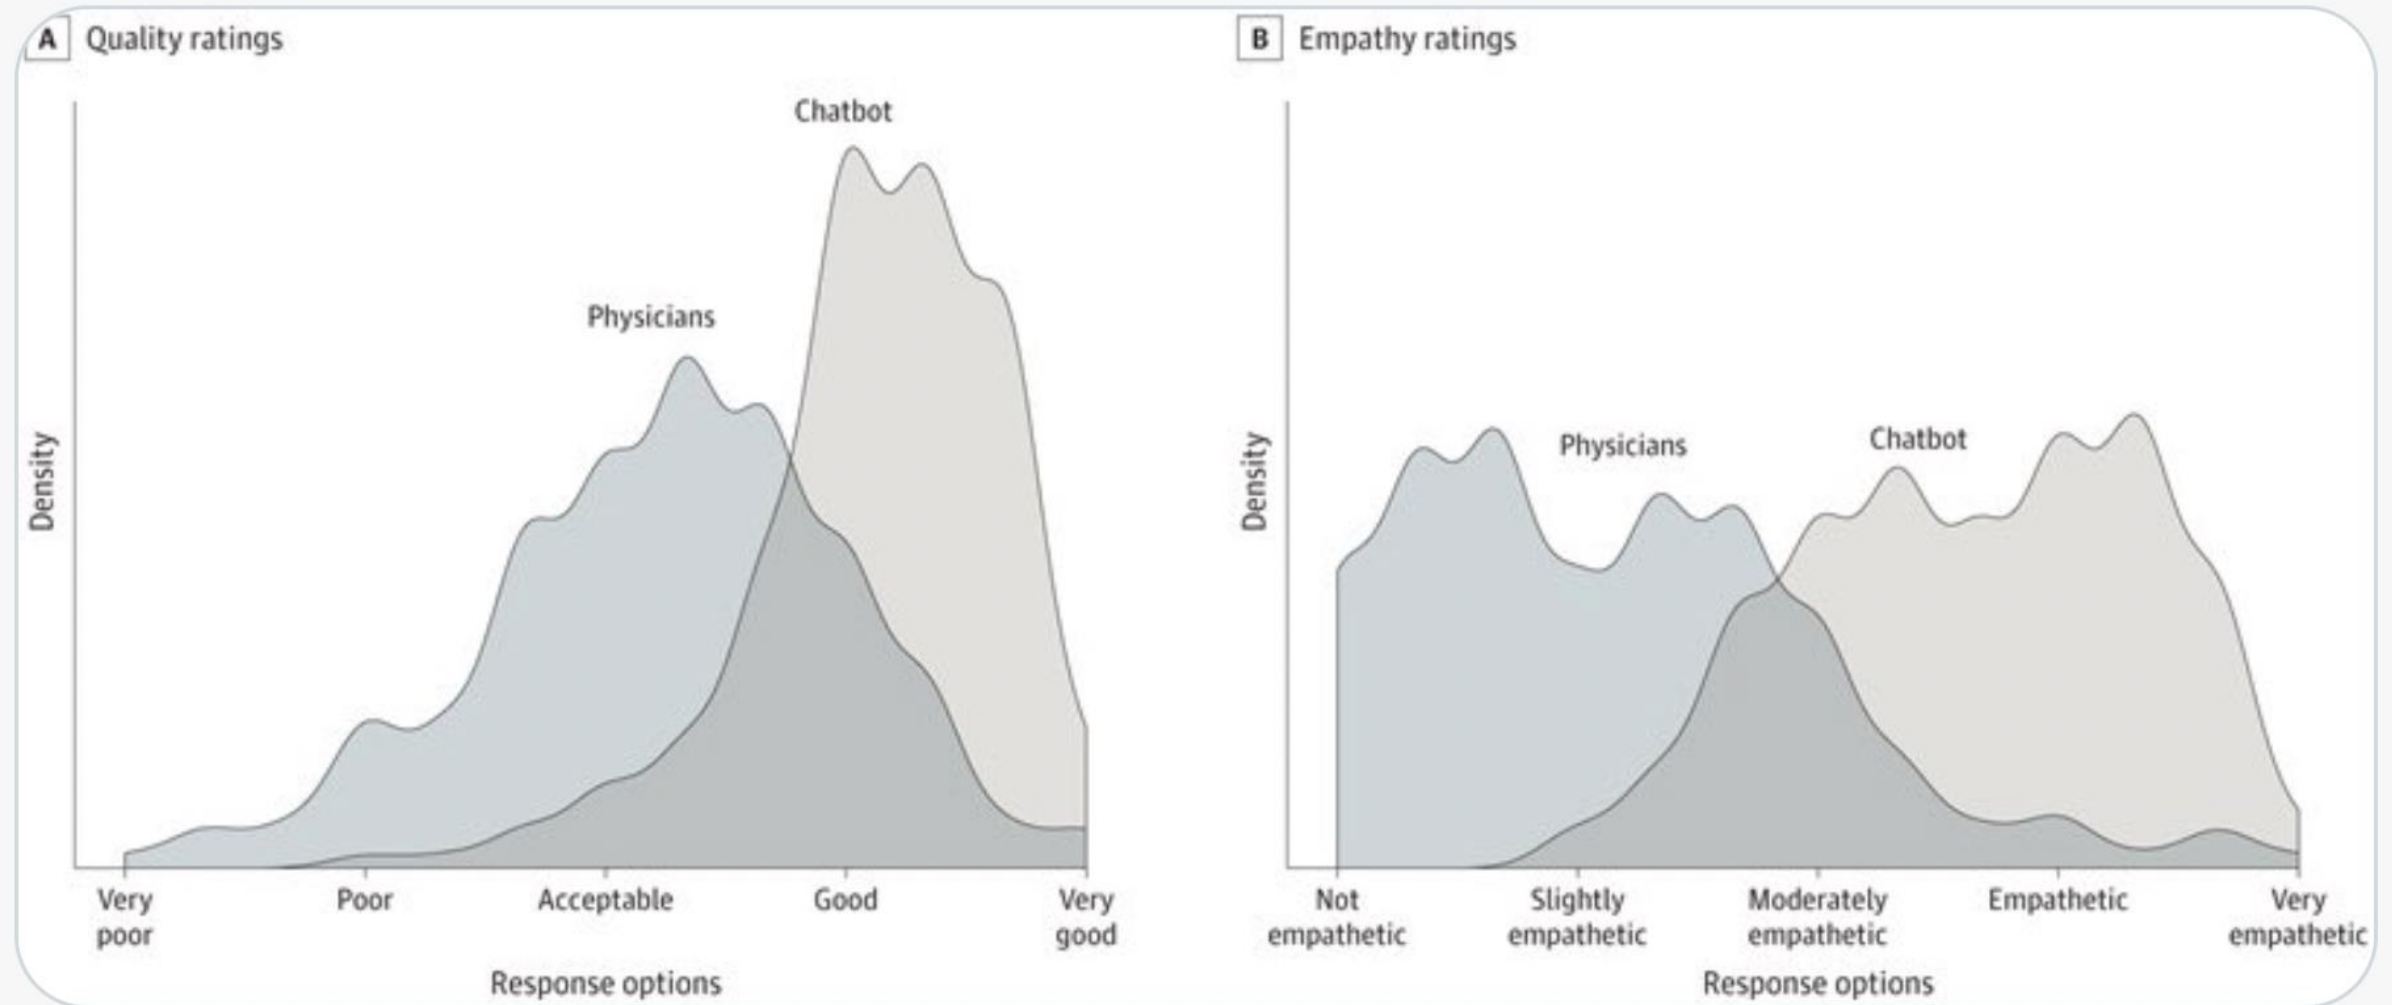 A Quality ratings
Chatbot
Physicians
Density
Very poor
Poor
Acceptable
Good
Very good
Response options
B Empathy ratings
Physicians
Chatbot
Density
Not empathetic
Slightly empathetic
Moderately empathetic
Empathetic
Very empathetic
Response options